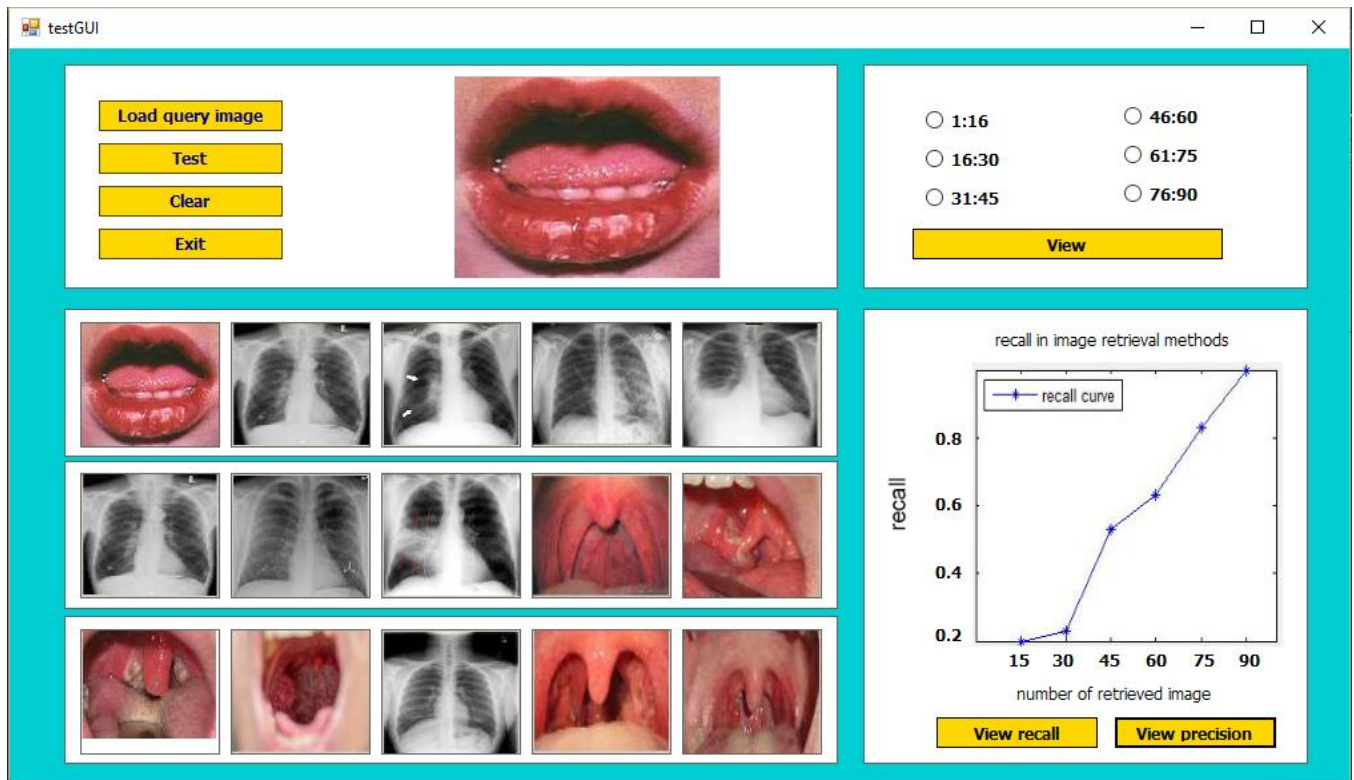 testGUI
Load query image
Test
Clear
Exit
1:16
16:30
31:45
46:60
61:75
76:90
View
recall in image retrieval methods
recall curve
recall
0.8
0.6
0.4
0.2
15 30 45 60 75 90
number of retrieved image
View recall
View precision